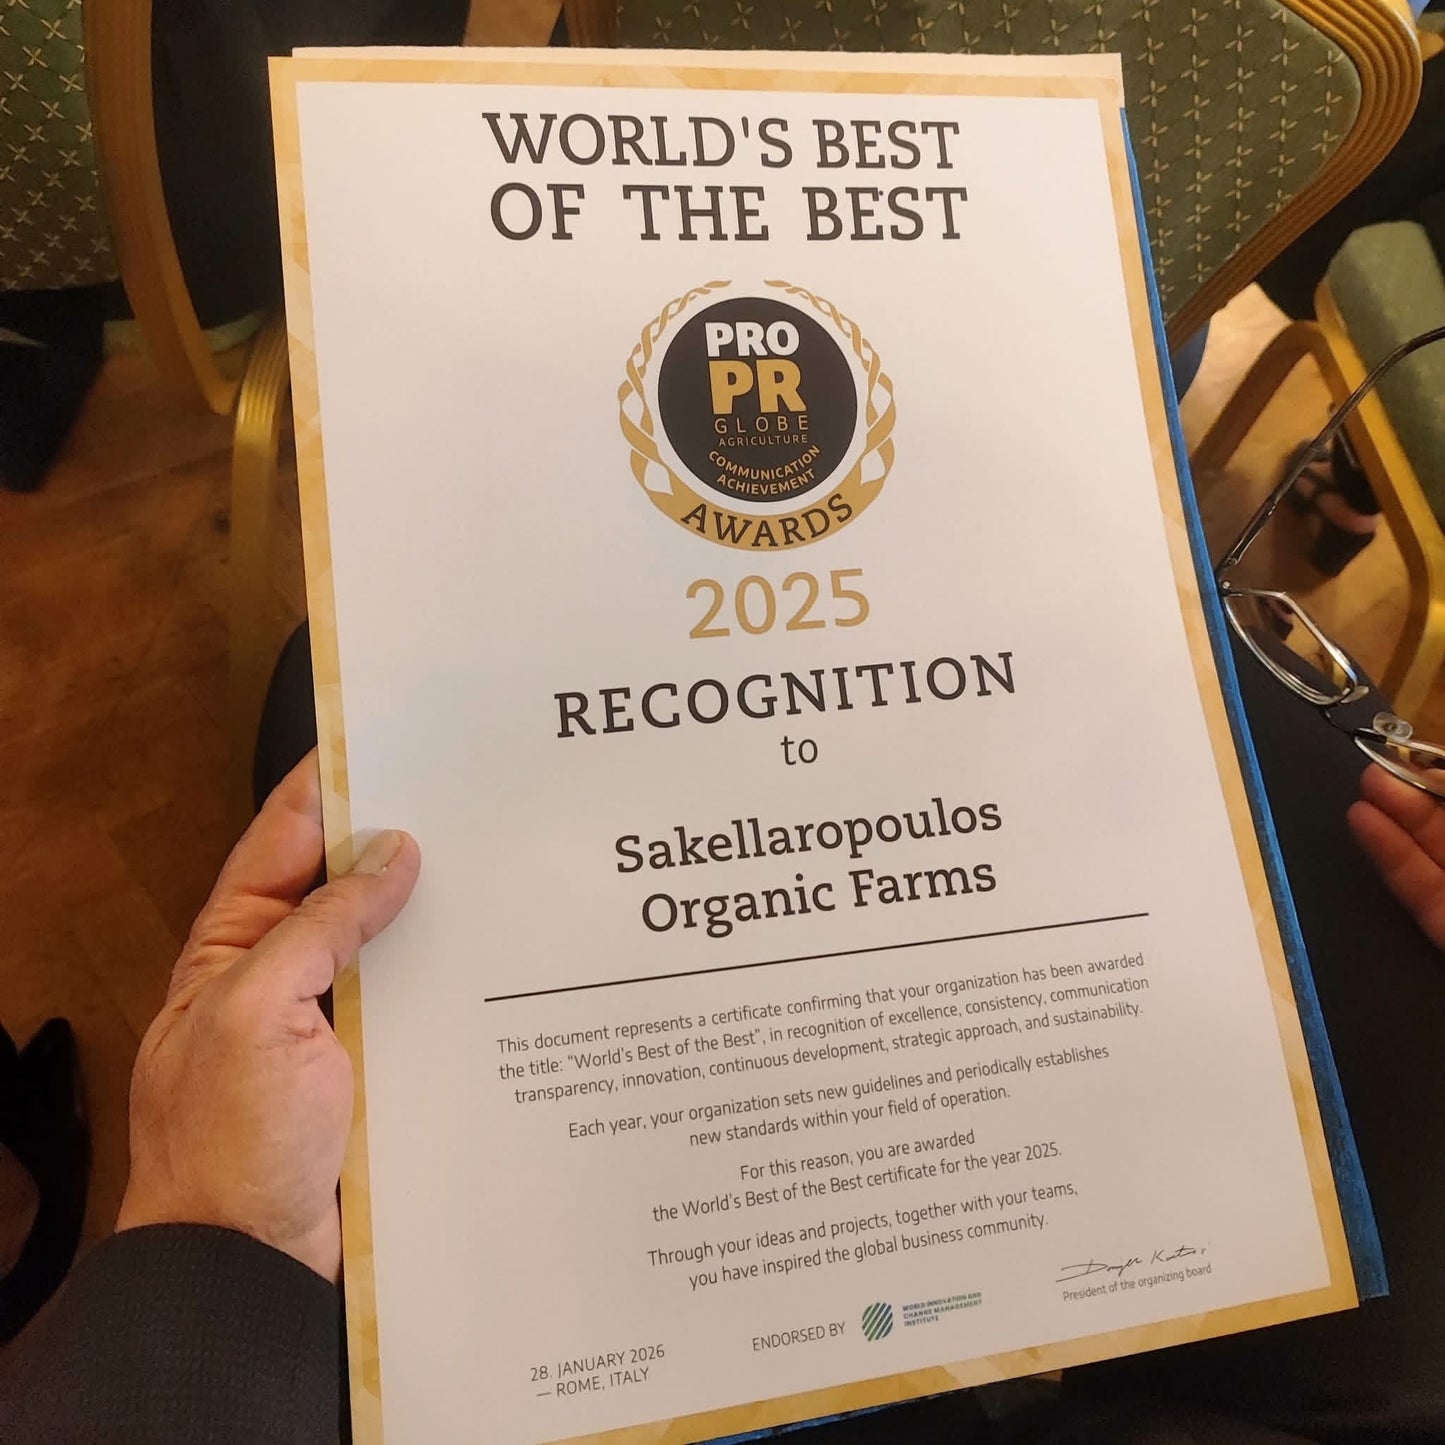 WORLD'S BEST
OF THE BEST
PRO
PR
GLOBE
AGRICULTURE
COMMUNICATION
ACHIEVEMENT
AWARDS
2025
RECOGNITION
to
Sakellaropoulos
Organic Farms
This document represents a certificate confirming that your organization has been awarded
the title: "World's Best of the Best", in recognition of excellence, consistency, communication
transparency, innovation, continuous development, strategic approach, and sustainability.
Each year, your organization sets new guidelines and periodically establishes
new standards within your field of operation.
For this reason, you are awarded
the World's Best of the Best certificate for the year 2025.
Through your ideas and projects, together with your teams,
you have inspired the global business community.
President of the organizing board
ENDORSED BY
WORLD INNOVATION AND
CHANGE MANAGEMENT
INSTITUTE
28. JANUARY 2026
— ROME, ITALY